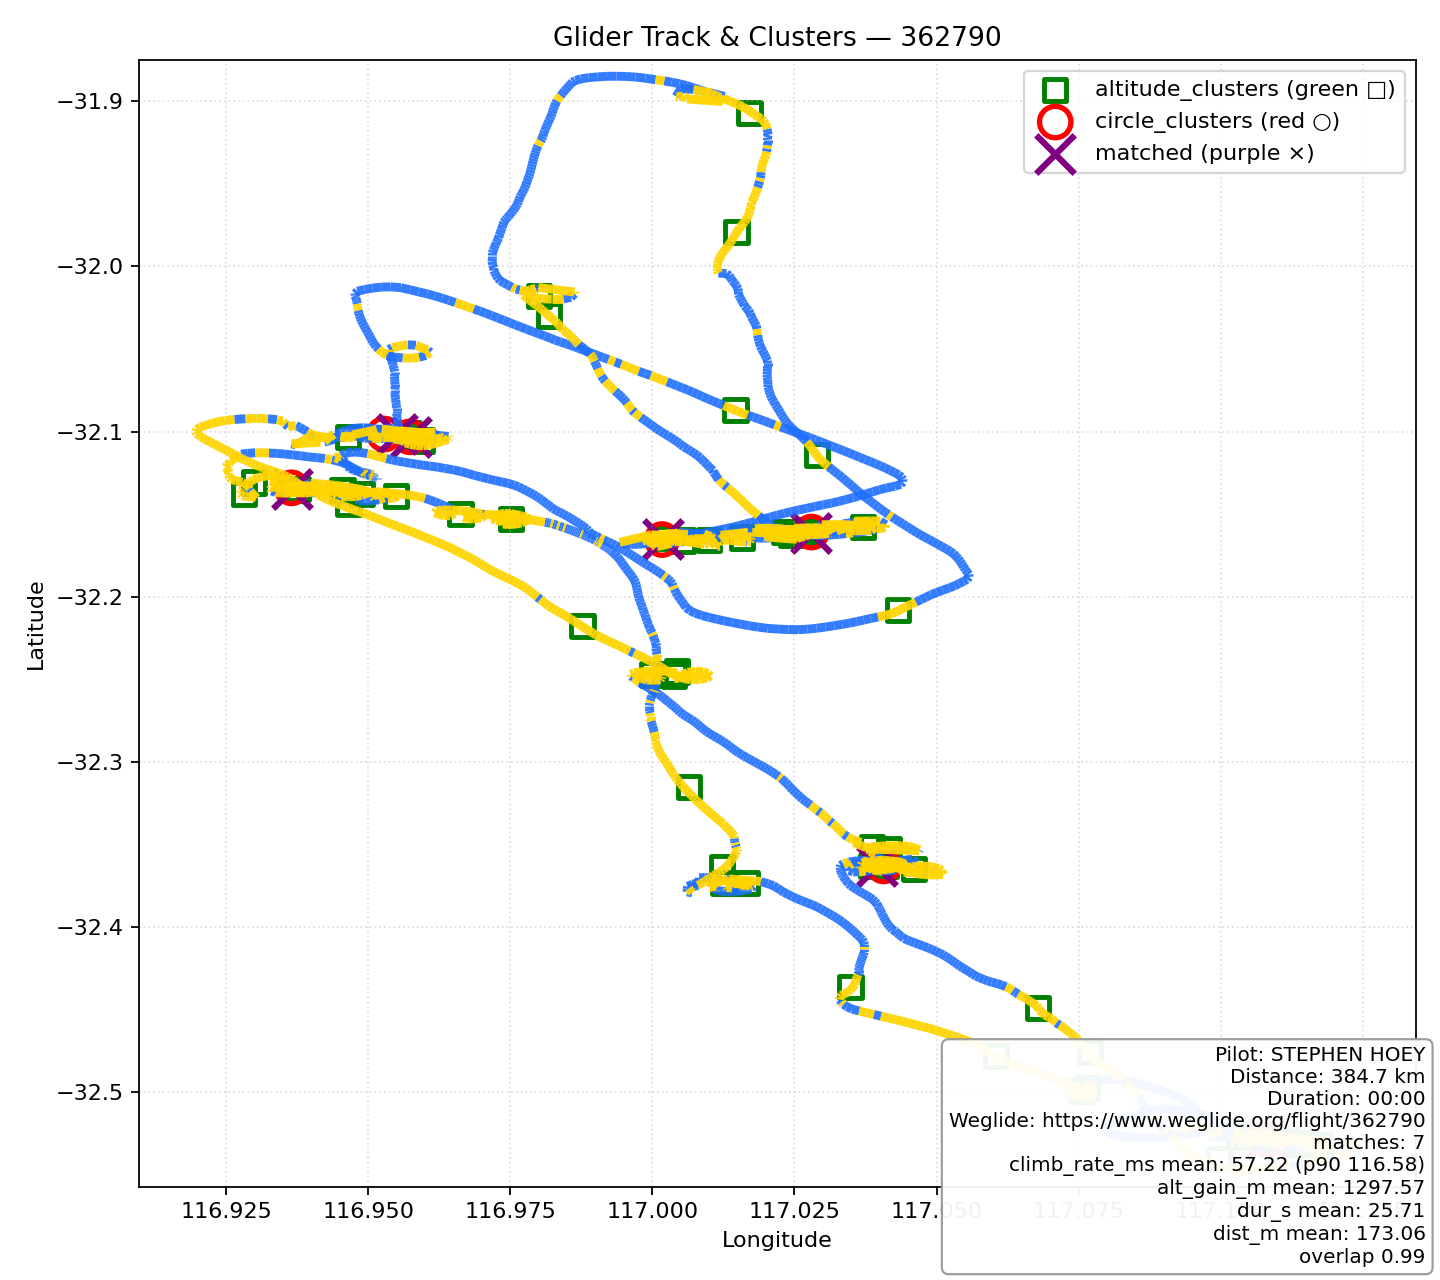 Glider Track & Clusters — 362790
altitude_clusters (green □)
circle_clusters (red ○)
matched (purple ×)
−31.9
−32.0
−32.1
−32.2
−32.3
−32.4
−32.5
Latitude
116.925
116.950
116.975
117.000
117.025
117.050
117.075
Longitude
Pilot: STEPHEN HOEY
Distance: 384.7 km
Duration: 00:00
Weglide: https://www.weglide.org/flight/362790
matches: 7
climb_rate_ms mean: 57.22 (p90 116.58)
alt_gain_m mean: 1297.57
dur_s mean: 25.71
dist_m mean: 173.06
overlap 0.99